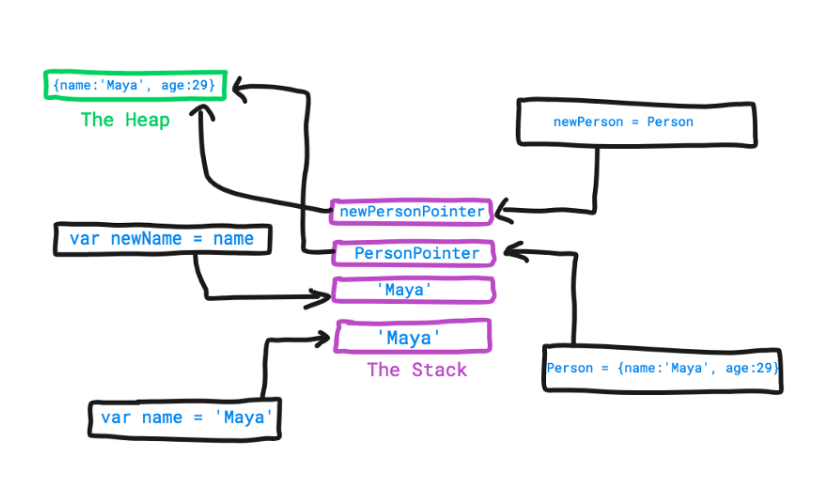 {name:'Maya', age:29}
The Heap
newPerson = Person
newPersonPointer
var newName = name
PersonPointer
'Maya'
'Maya'
The Stack
Person = {name:'Maya', age:29}
var name = 'Maya'